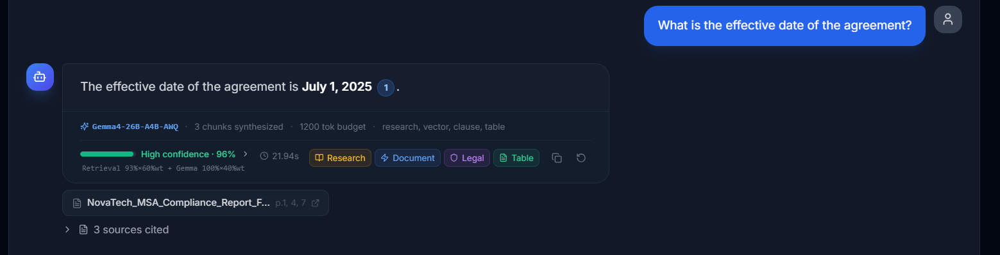 What is the effective date of the agreement?
The effective date of the agreement is July 1, 2025 1 .
Gemma4-26B-A4B-AWQ · 3 chunks synthesized · 1200 tok budget · research, vector, clause, table
High confidence · 96% 21.94s Research Document Legal Table
Retrieval 93%×60%wt + Gemma 100%×40%wt
NovaTech_MSA_Compliance_Report_F... p.1, 4, 7
3 sources cited